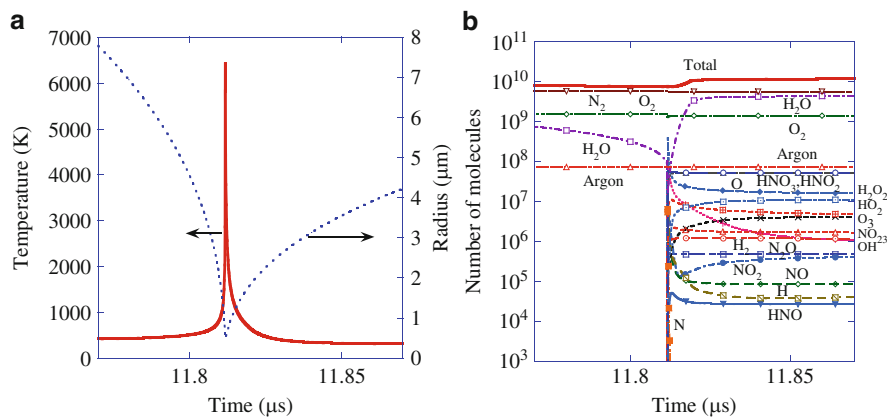 a
7000
6000
5000
4000
3000
2000
1000
0
Temperature (K)
8
7
6
5
4
3
2
1
0
Radius (μm)
11.8
11.85
Time (μs)
b
10^11
10^10
10^9
10^8
10^7
10^6
10^5
10^4
10^3
Number of molecules
Total
N2
O2
H2O
O2
H2O
Argon
Argon
O
HNO3;HNO2
H2O2
HO2
O3
NO23
OH
H2
N2O
NO2
NO
H
HNO
N
11.8
11.85
Time (μs)